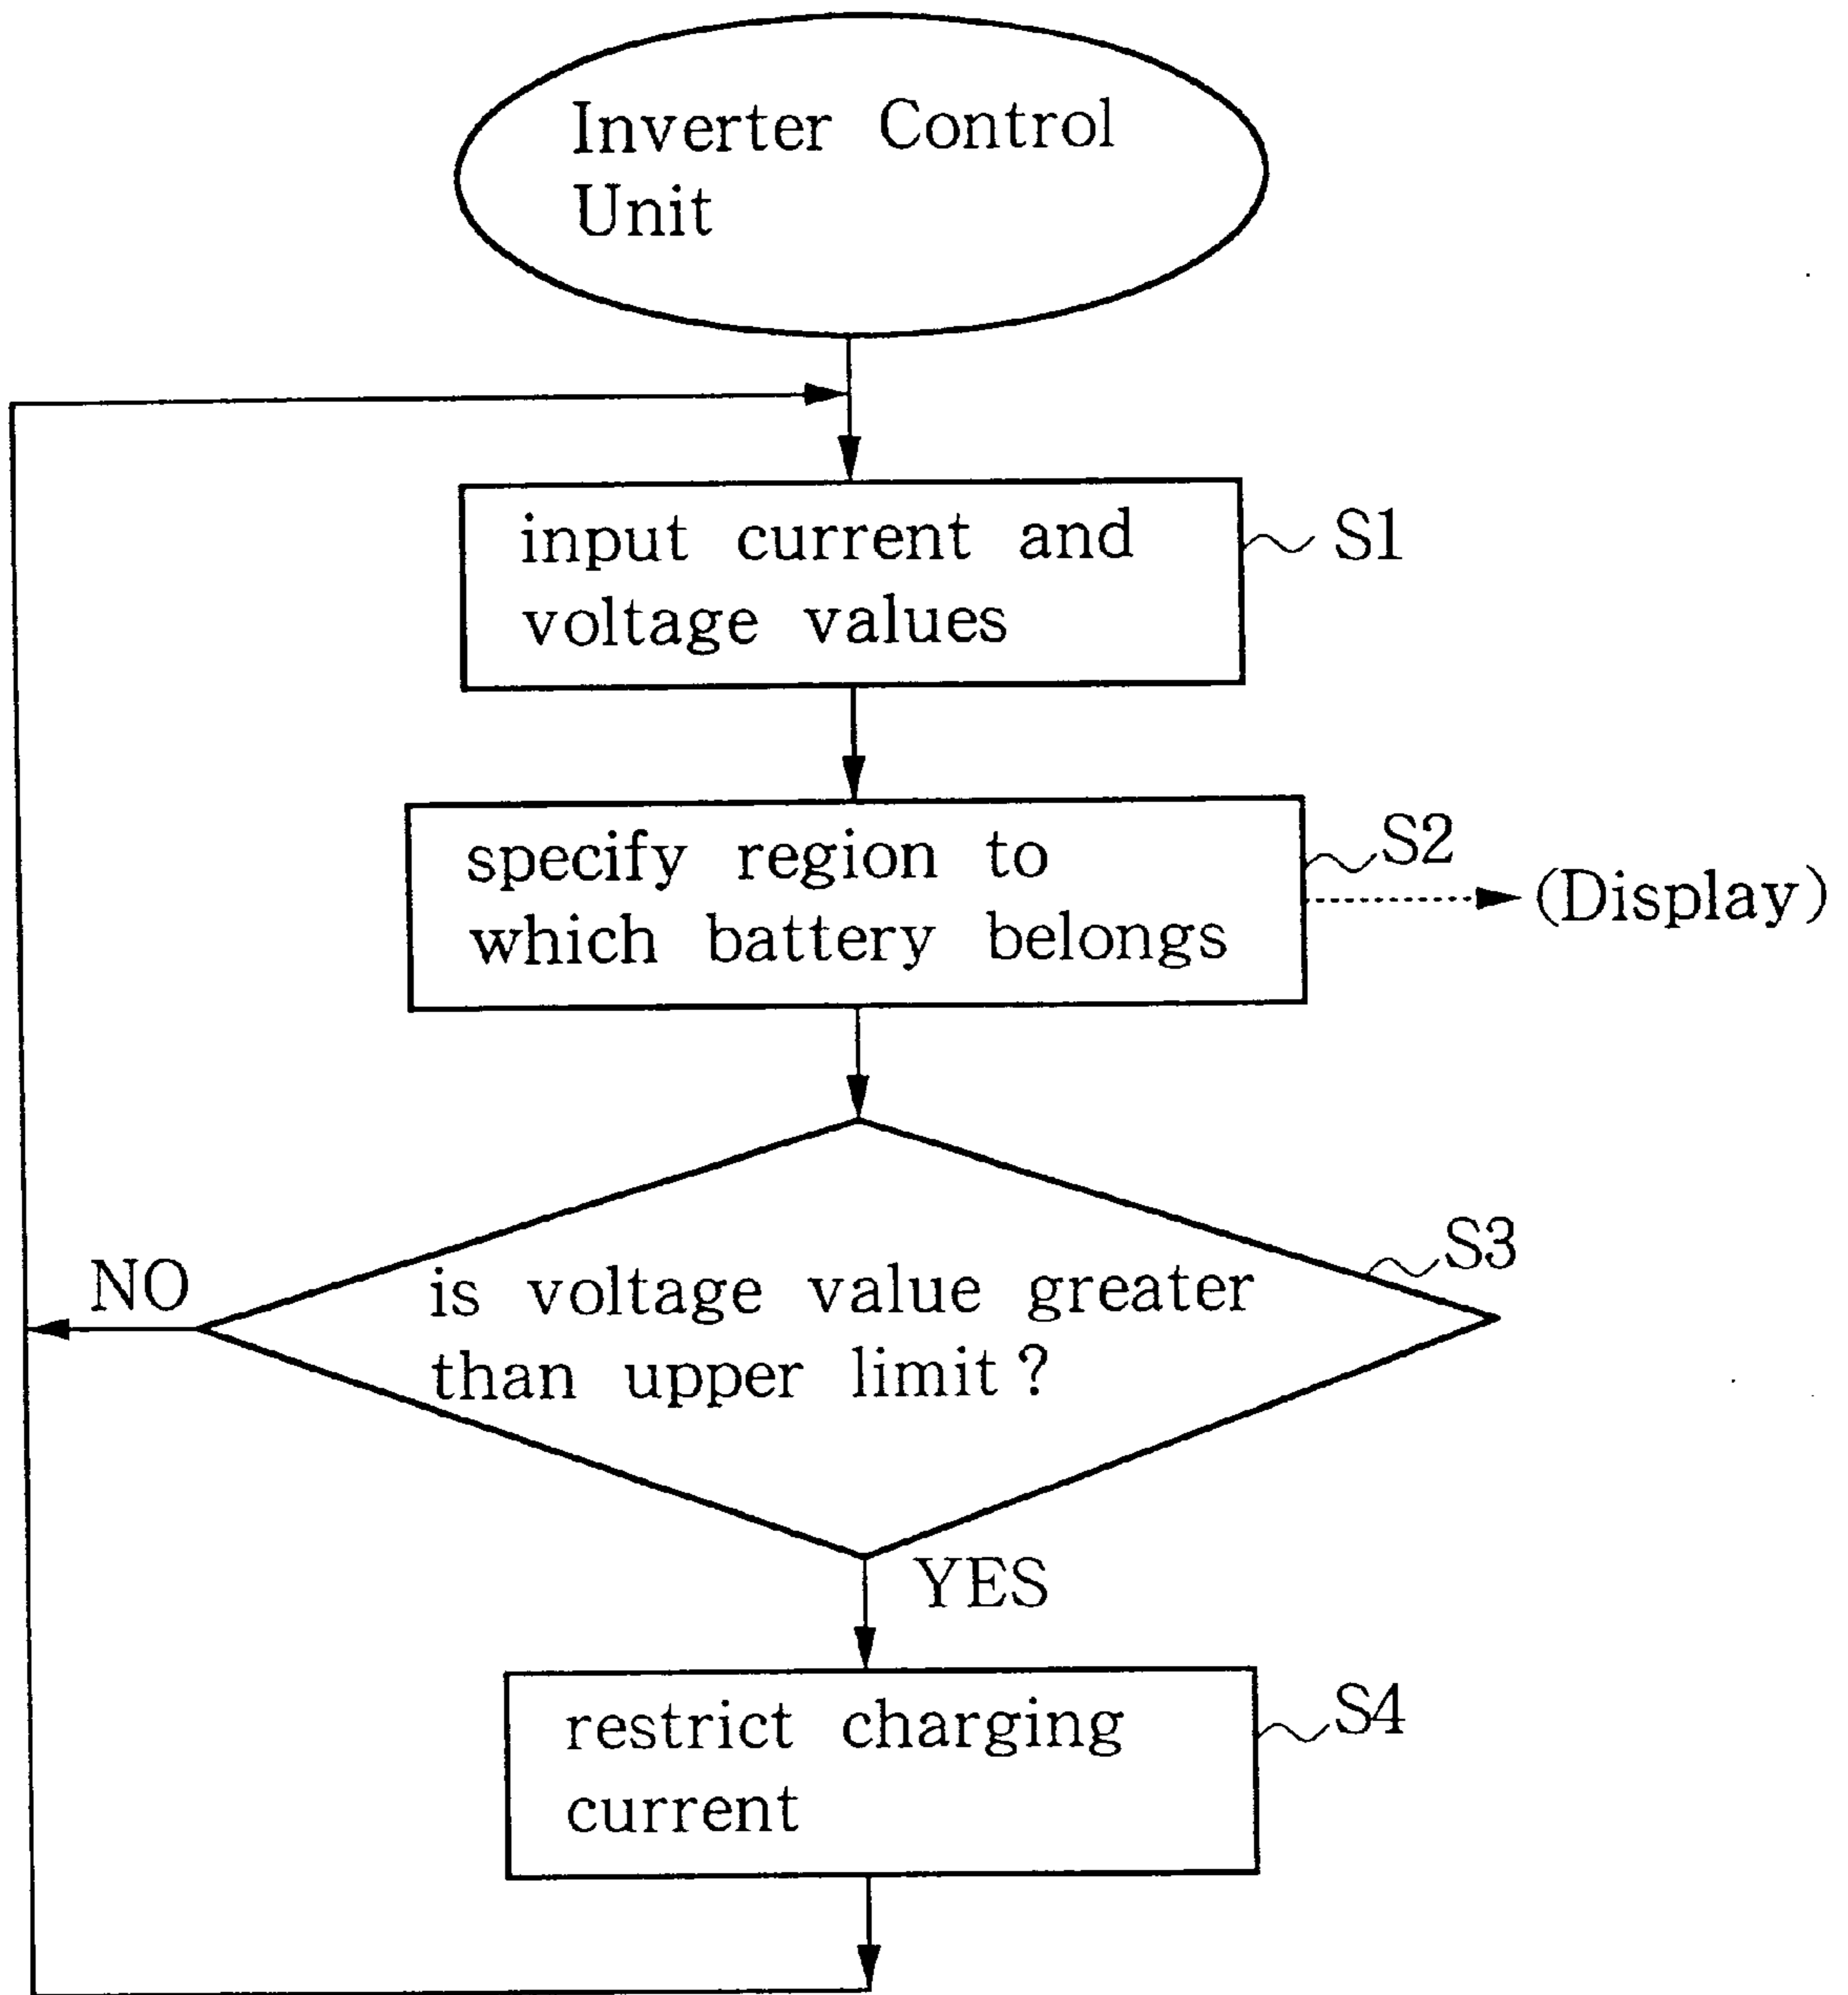 Inverter Control
Unit
input current and
voltage values
S1
specify region to
which battery belongs
S2
(Display)
is voltage value greater
than upper limit?
S3
NO
YES
restrict charging
current
S4